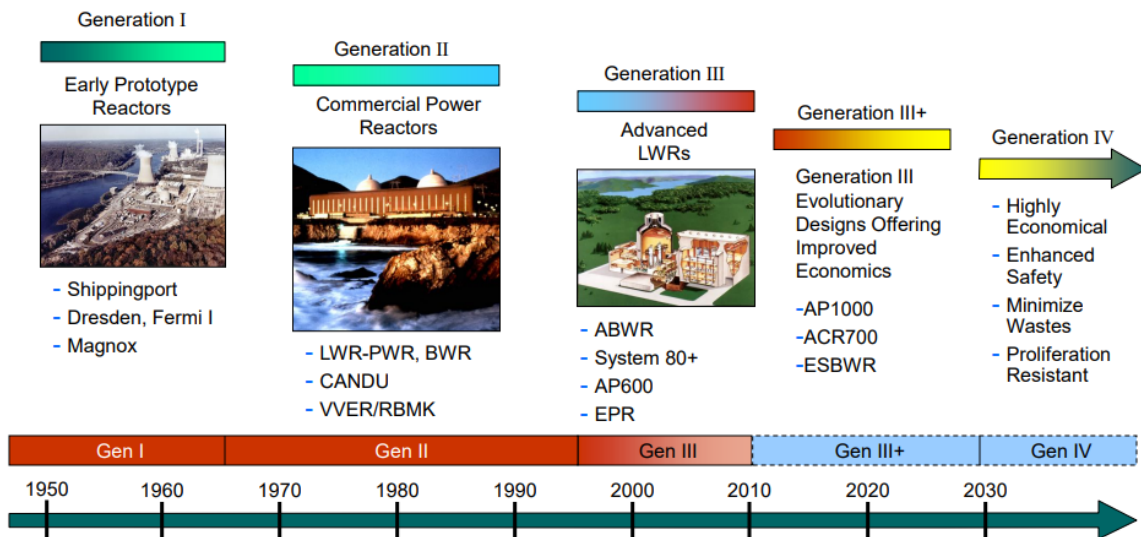 Generation I
Early Prototype
Reactors
- Shippingport
- Dresden, Fermi I
- Magnox
Generation II
Commercial Power
Reactors
- LWR-PWR, BWR
- CANDU
- VVER/RBMK
Generation III
Advanced
LWRs
- ABWR
- System 80+
- AP600
- EPR
Generation III+
Generation III
Evolutionary
Designs Offering
Improved
Economics
-AP1000
-ACR700
-ESBWR
Generation IV
- Highly
Economical
- Enhanced
Safety
- Minimize
Wastes
- Proliferation
Resistant
Gen I Gen II Gen III Gen III+ Gen IV
1950 1960 1970 1980 1990 2000 2010 2020 2030